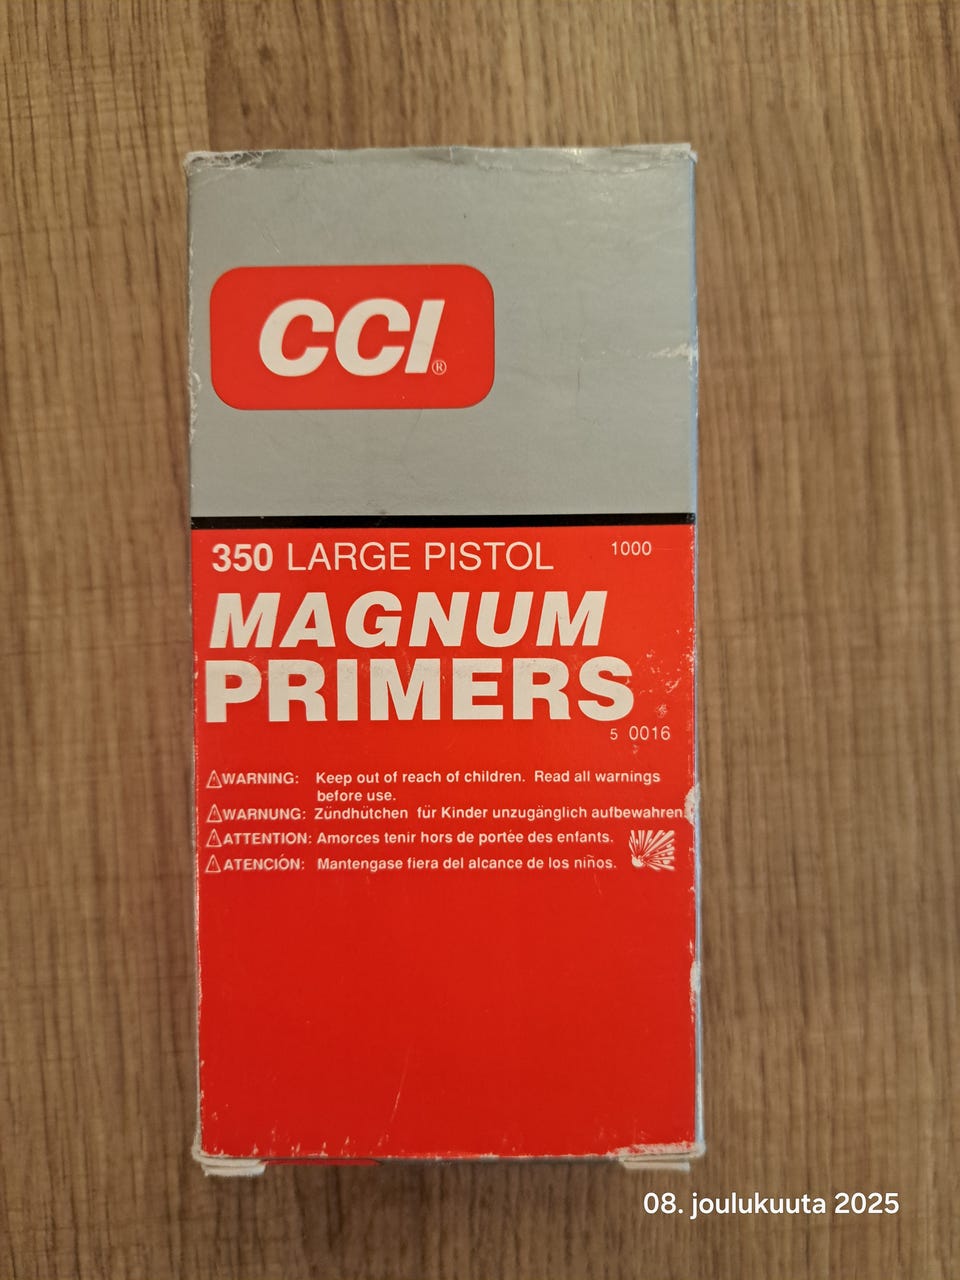 CCI®
350 LARGE PISTOL 1000
MAGNUM
PRIMERS
5 0016
WARNING: Keep out of reach of children. Read all warnings
before use.
WARNUNG: Zündhütchen für Kinder unzugänglich aufbewahren.
ATTENTION: Amorces tenir hors de portée des enfants.
ATENCIÓN: Mantengase fiera del alcance de los niños.
08. joulukuuta 2025